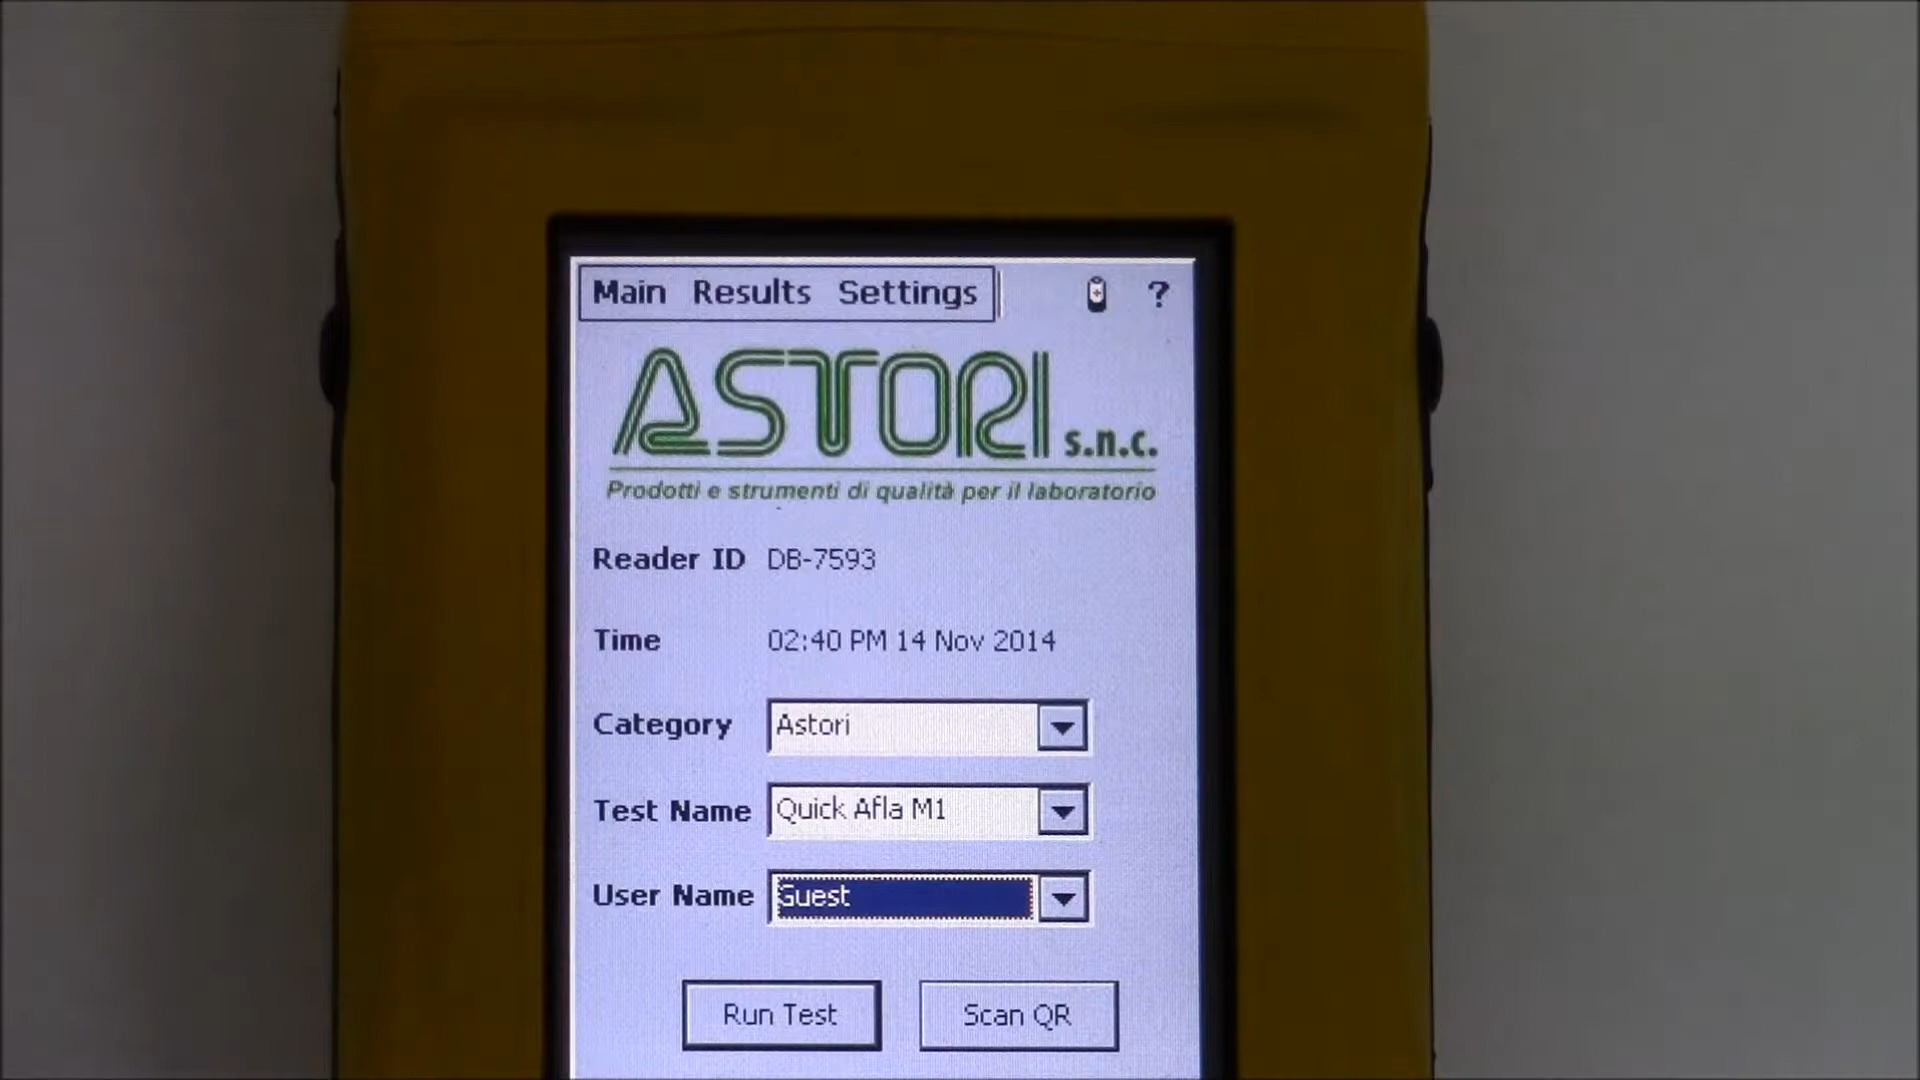 Main Results Settings ?
ASTORI s.n.c.
Prodotti e strumenti di qualità per il laboratorio
Reader ID DB-7593
Time 02:40 PM 14 Nov 2014
Category Astori
Test Name Quick Afla M1
User Name Guest
Run Test Scan QR